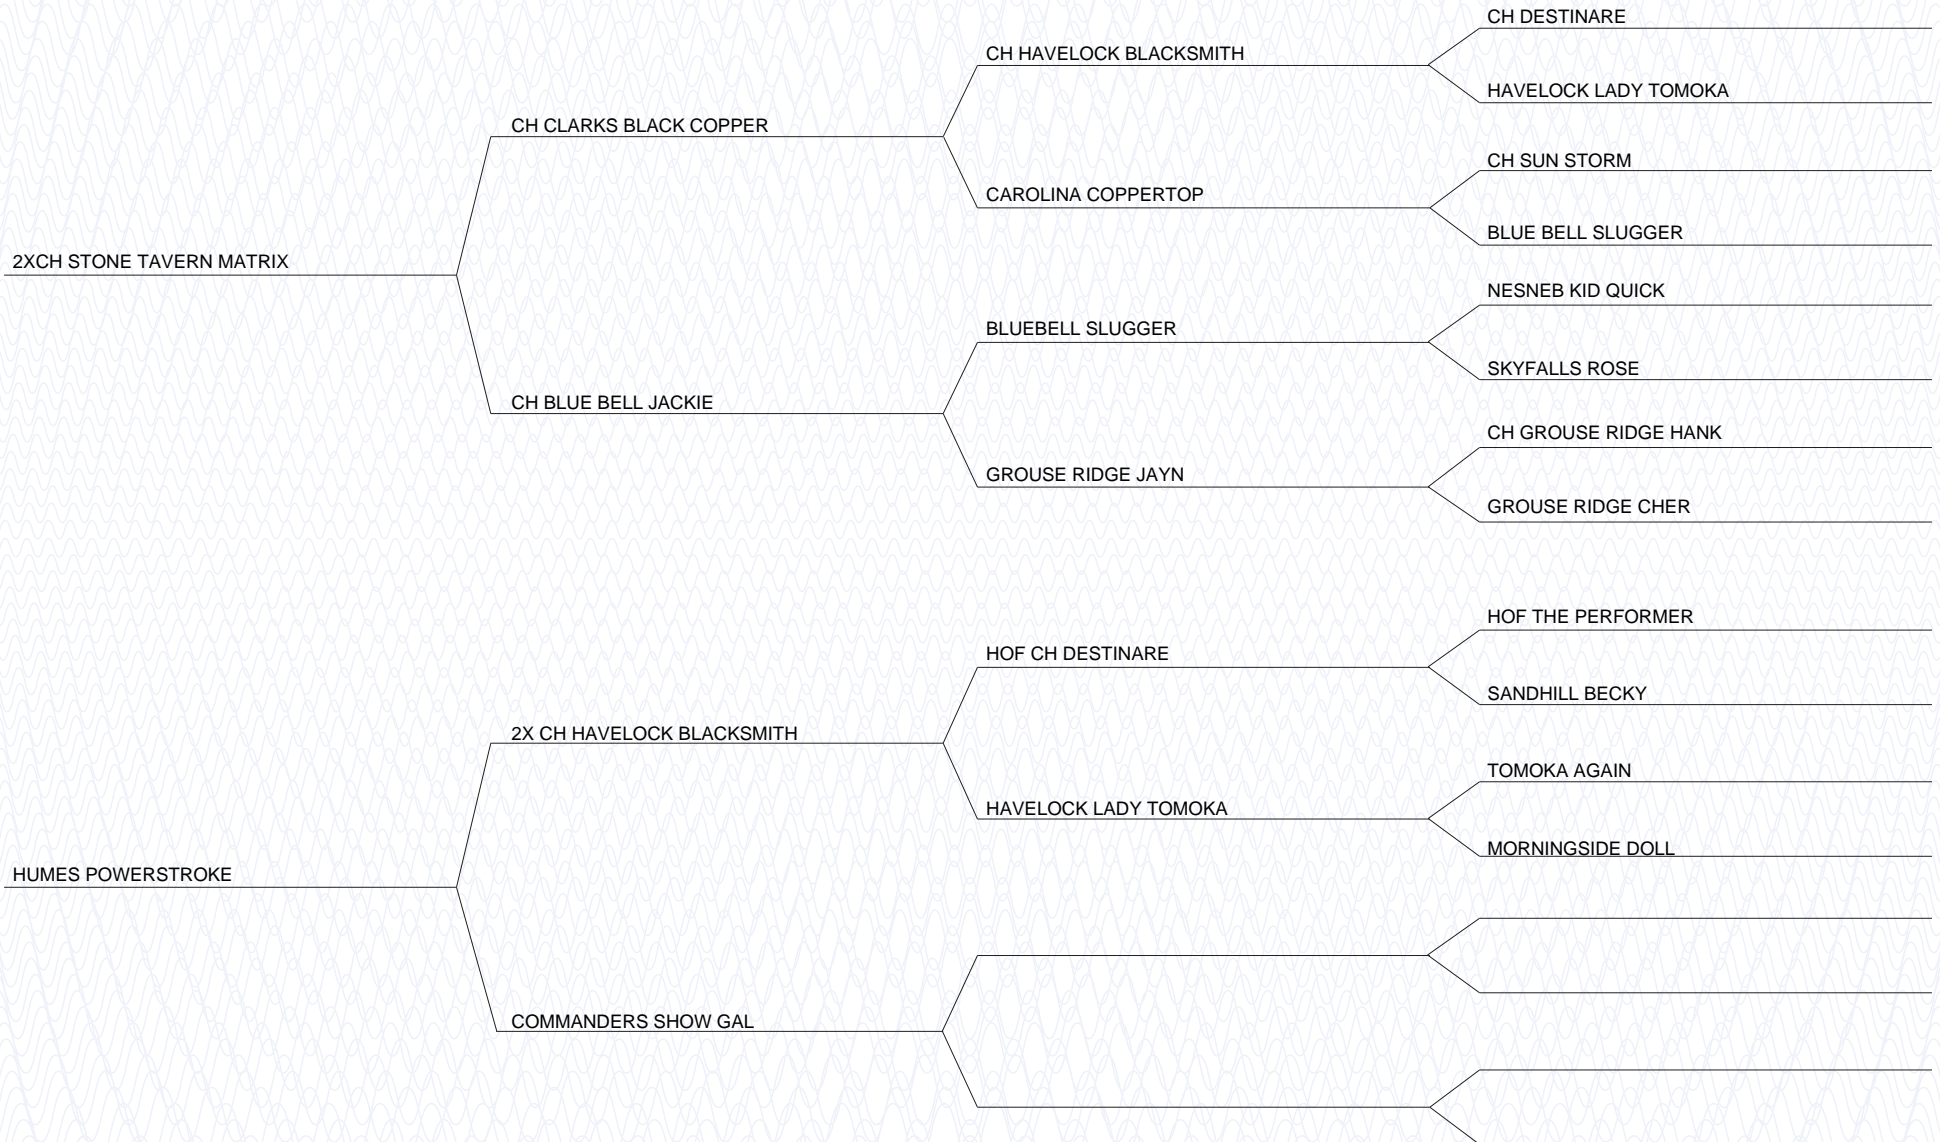 CH DESTINARE
CH HAVELOCK BLACKSMITH
HAVELOCK LADY TOMOKA
CH CLARKS BLACK COPPER
CH SUN STORM
CAROLINA COPPERTOP
BLUE BELL SLUGGER
2XCH STONE TAVERN MATRIX
NESNEB KID QUICK
BLUEBELL SLUGGER
SKYFALLS ROSE
CH BLUE BELL JACKIE
CH GROUSE RIDGE HANK
GROUSE RIDGE JAYN
GROUSE RIDGE CHER
HOF THE PERFORMER
HOF CH DESTINARE
SANDHILL BECKY
2X CH HAVELOCK BLACKSMITH
TOMOKA AGAIN
HAVELOCK LADY TOMOKA
MORNINGSIDE DOLL
HUMES POWERSTROKE
COMMANDERS SHOW GAL